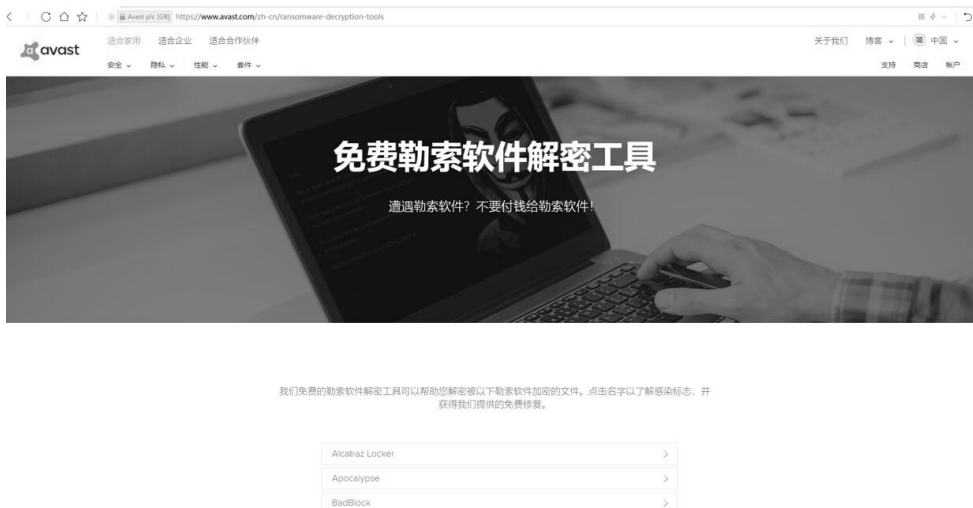 Avast plc [GB] https://www.avast.com/zh-cn/ransomware-decryption-tools
avast
适合家用 适合企业 适合合作伙伴
关于我们 博客 简 中国
安全 隐私 性能 套件
支持 商店 帐户
免费勒索软件解密工具
遭遇勒索软件?不要付钱给勒索软件!
我们免费的勒索软件解密工具可以帮助您解密被以下勒索软件加密的文件。点击名字以了解感染标志,并
获得我们提供的免费修复。
Alcatraz Locker
Apocalypse
BadBlock